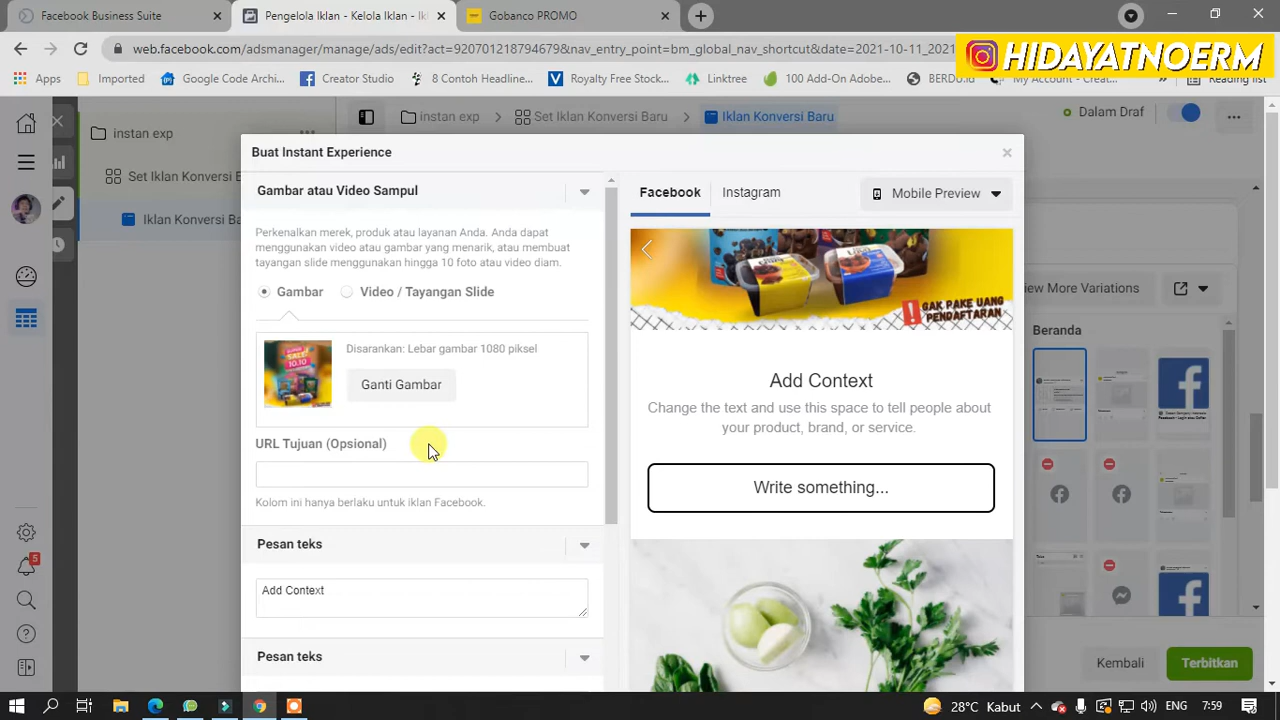 Facebook Business Suite
Pengelola Iklan - Kelola Iklan - Ik
Gobanco PROMO
web.facebook.com/adsmanager/manage/ads/edit?act=920701218794679&nav_entry_point=bm_global_nav_shortcut&date=2021-10-11_
HIDAYATNOERM
Apps
Imported
Google Code Archi...
Creator Studio
8 Contoh Headline...
Royalty Free Stock...
Linktree
100 Add-On Adobe...
BERDU.id
My Account - Creat...
Reading list
instan exp
instan exp
Set Iklan Konversi Baru
Iklan Konversi Baru
Dalam Draf
Set Iklan Konversi B
Iklan Konversi Ba
Buat Instant Experience
Gambar atau Video Sampul
Perkenalkan merek, produk atau layanan Anda. Anda dapat
menggunakan video atau gambar yang menarik, atau membuat
tayangan slide menggunakan hingga 10 foto atau video diam.
Gambar
Video / Tayangan Slide
SALE!
10.10
Disarankan: Lebar gambar 1080 piksel
Ganti Gambar
URL Tujuan (Opsional)
Kolom ini hanya berlaku untuk iklan Facebook.
Pesan teks
Add Context
Pesan teks
Facebook
Instagram
Mobile Preview
GAK PAKE UANG
PENDAFTARAN
Add Context
Change the text and use this space to tell people about
your product, brand, or service.
Write something...
iew More Variations
Beranda
Kembali
Terbitkan
5
28°C Kabut
ENG
7:59